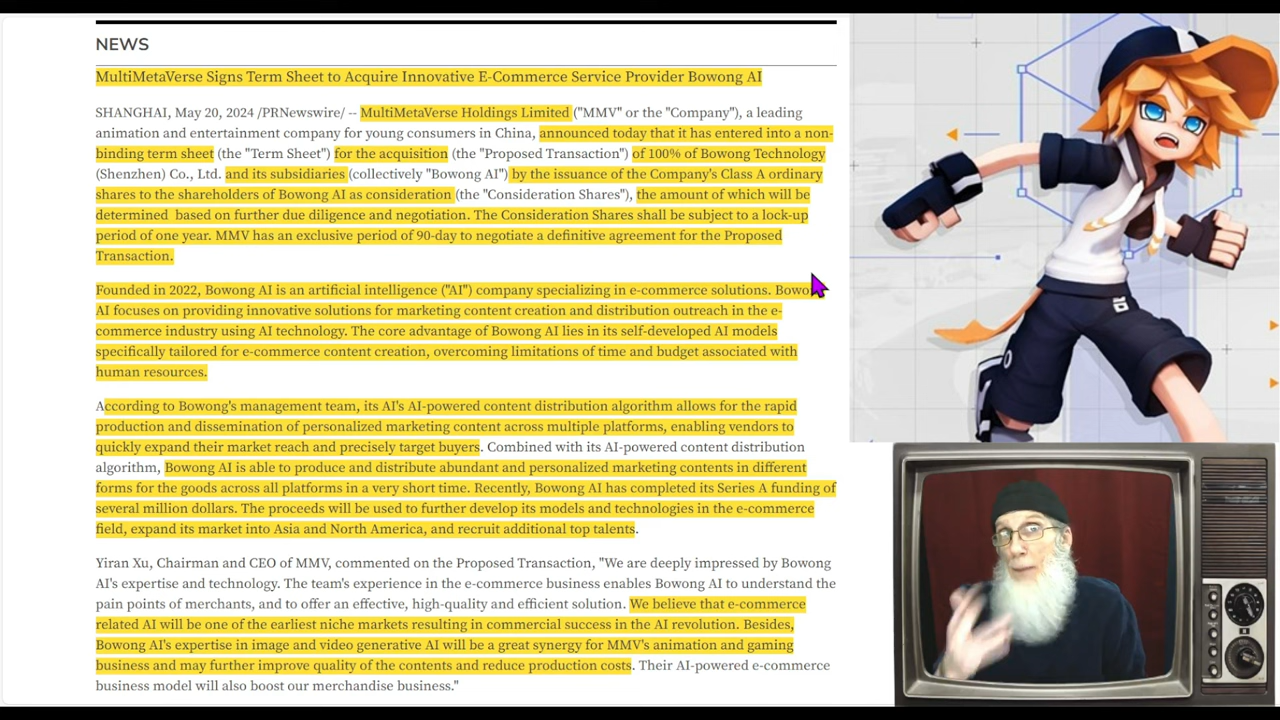 NEWS
MultiMetaVerse Signs Term Sheet to Acquire Innovative E-Commerce Service Provider Bowong AI
SHANGHAI, May 20, 2024 /PRNewswire/ -- MultiMetaVerse Holdings Limited ("MMV" or the "Company"), a leading
animation and entertainment company for young consumers in China, announced today that it has entered into a non-
binding term sheet (the "Term Sheet") for the acquisition (the "Proposed Transaction") of 100% of Bowong Technology
(Shenzhen) Co., Ltd. and its subsidiaries (collectively "Bowong AI") by the issuance of the Company's Class A ordinary
shares to the shareholders of Bowong AI as consideration (the "Consideration Shares"), the amount of which will be
determined based on further due diligence and negotiation. The Consideration Shares shall be subject to a lock-up
period of one year. MMV has an exclusive period of 90-day to negotiate a definitive agreement for the Proposed
Transaction.
Founded in 2022, Bowong AI is an artificial intelligence ("AI") company specializing in e-commerce solutions. Bowong
AI focuses on providing innovative solutions for marketing content creation and distribution outreach in the e-
commerce industry using AI technology. The core advantage of Bowong AI lies in its self-developed AI models
specifically tailored for e-commerce content creation, overcoming limitations of time and budget associated with
human resources.
According to Bowong's management team, its AI's AI-powered content distribution algorithm allows for the rapid
production and dissemination of personalized marketing content across multiple platforms, enabling vendors to
quickly expand their market reach and precisely target buyers. Combined with its AI-powered content distribution
algorithm, Bowong AI is able to produce and distribute abundant and personalized marketing contents in different
forms for the goods across all platforms in a very short time. Recently, Bowong AI has completed its Series A funding of
several million dollars. The proceeds will be used to further develop its models and technologies in the e-commerce
field, expand its market into Asia and North America, and recruit additional top talents.
Yiran Xu, Chairman and CEO of MMV, commented on the Proposed Transaction, "We are deeply impressed by Bowong
AI's expertise and technology. The team's experience in the e-commerce business enables Bowong AI to understand the
pain points of merchants, and to offer an effective, high-quality and efficient solution. We believe that e-commerce
related AI will be one of the earliest niche markets resulting in commercial success in the AI revolution. Besides,
Bowong AI's expertise in image and video generative AI will be a great synergy for MMV's animation and gaming
business and may further improve quality of the contents and reduce production costs. Their AI-powered e-commerce
business model will also boost our merchandise business."